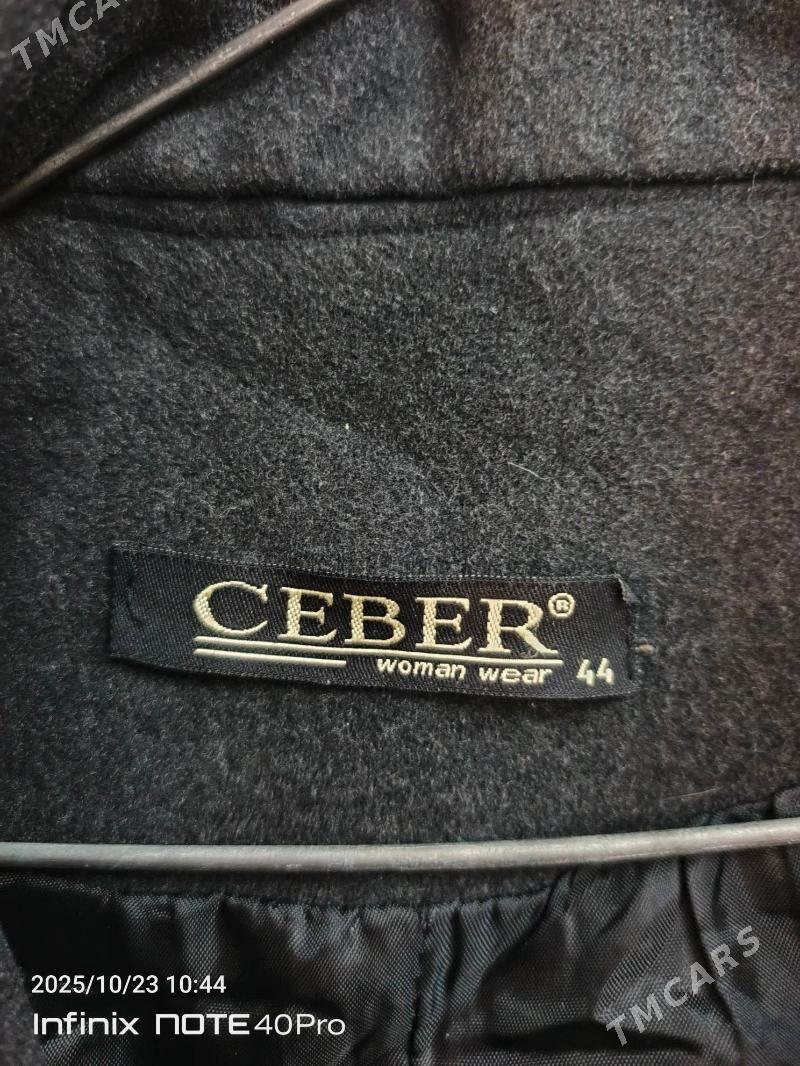 TMCARS
CEBER®
woman wear 44
TMCARS
2025/10/23 10:44
Infinix NOTE 40Pro